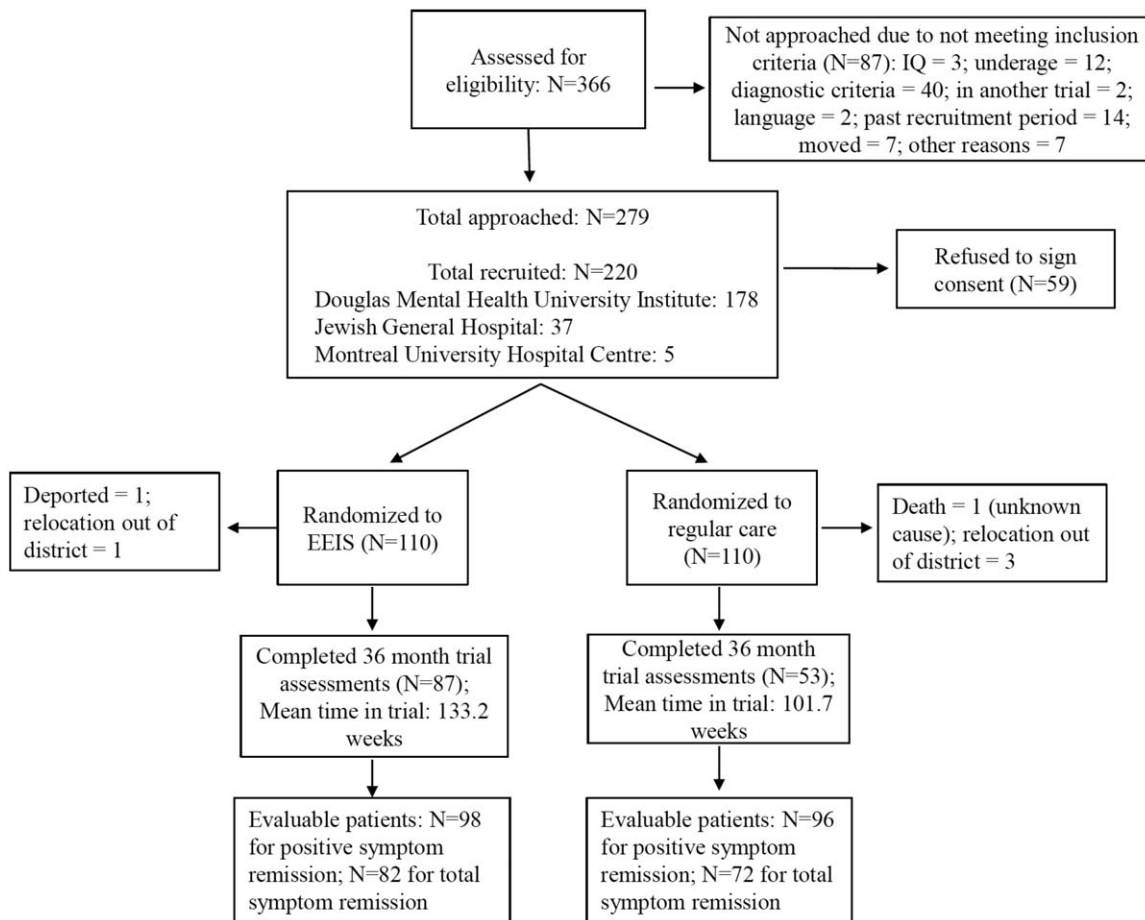 Assessed for
eligibility: N=366
Not approached due to not meeting inclusion
criteria (N=87): IQ = 3; underage = 12;
diagnostic criteria = 40; in another trial = 2;
language = 2; past recruitment period = 14;
moved = 7; other reasons = 7
Total approached: N=279
Total recruited: N=220
Douglas Mental Health University Institute: 178
Jewish General Hospital: 37
Montreal University Hospital Centre: 5
Refused to sign
consent (N=59)
Deported = 1;
relocation out of
district = 1
Randomized to
EEIS (N=110)
Randomized to
regular care
(N=110)
Death = 1 (unknown
cause); relocation out
of district = 3
Completed 36 month trial
assessments (N=87);
Mean time in trial: 133.2
weeks
Completed 36 month
trial assessments (N=53);
Mean time in trial: 101.7
weeks
Evaluable patients: N=98
for positive symptom
remission; N=82 for total
symptom remission
Evaluable patients: N=96
for positive symptom
remission; N=72 for total
symptom remission